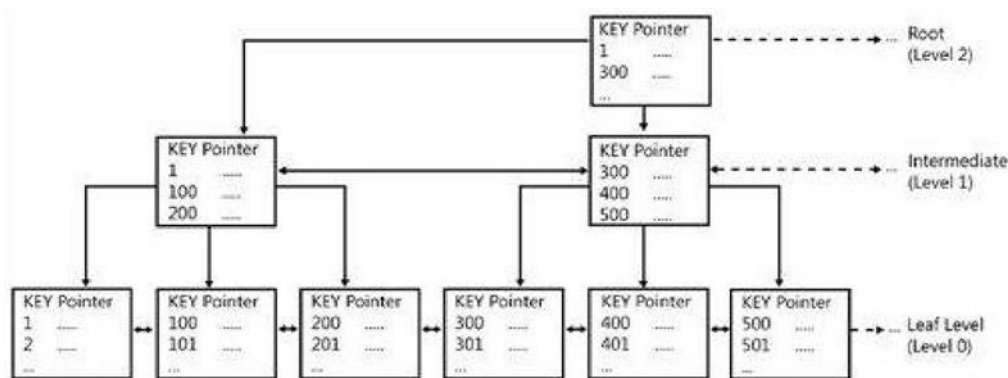 KEY Pointer
1 .....
300 .....
...
... Root
(Level 2)
KEY Pointer
1 .....
100 .....
200 .....
KEY Pointer
300 .....
400 .....
500 .....
... Intermediate
(Level 1)
KEY Pointer
1 .....
2 .....
...
KEY Pointer
100 .....
101 .....
...
KEY Pointer
200 .....
201 .....
...
KEY Pointer
300 .....
301 .....
...
KEY Pointer
400 .....
401 .....
...
KEY Pointer
500 .....
501 .....
...
... Leaf Level
(Level 0)